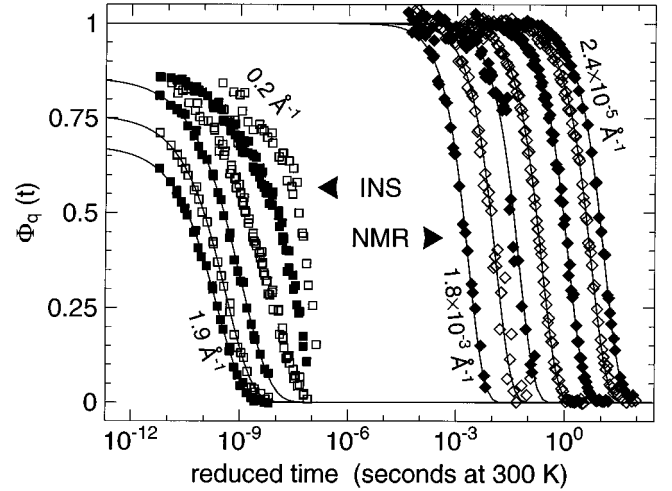 1
0.75
0.5
0.25
0
Φq (t)
0.2 Å-1
1.9 Å-1
◄ INS
NMR ►
1.8×10-3 Å-1
2.4×10-5 Å-1
10-12
10-9
10-6
10-3
100
reduced time (seconds at 300 K)